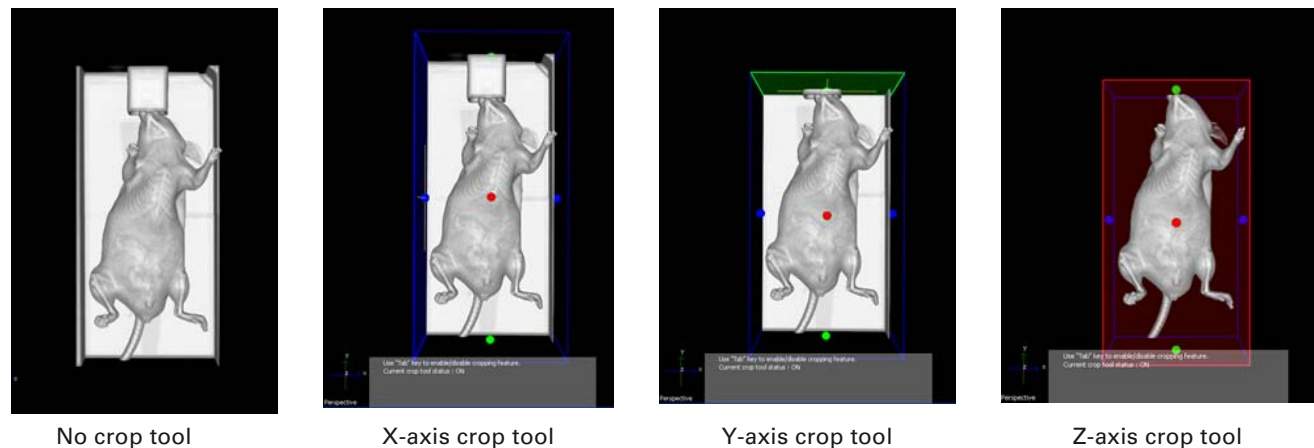 Use "Tab" key to enable/disable cropping feature.
Current crop tool status : ON
Y
Z
X
Perspective
Use "Tab" key to enable/disable cropping feature.
Current crop tool status : ON
Y
Z
X
Perspective
Use "Tab" key to enable/disable cropping feature.
Current crop tool status : ON
Y
Z
X
Perspective
No crop tool
X-axis crop tool
Y-axis crop tool
Z-axis crop tool